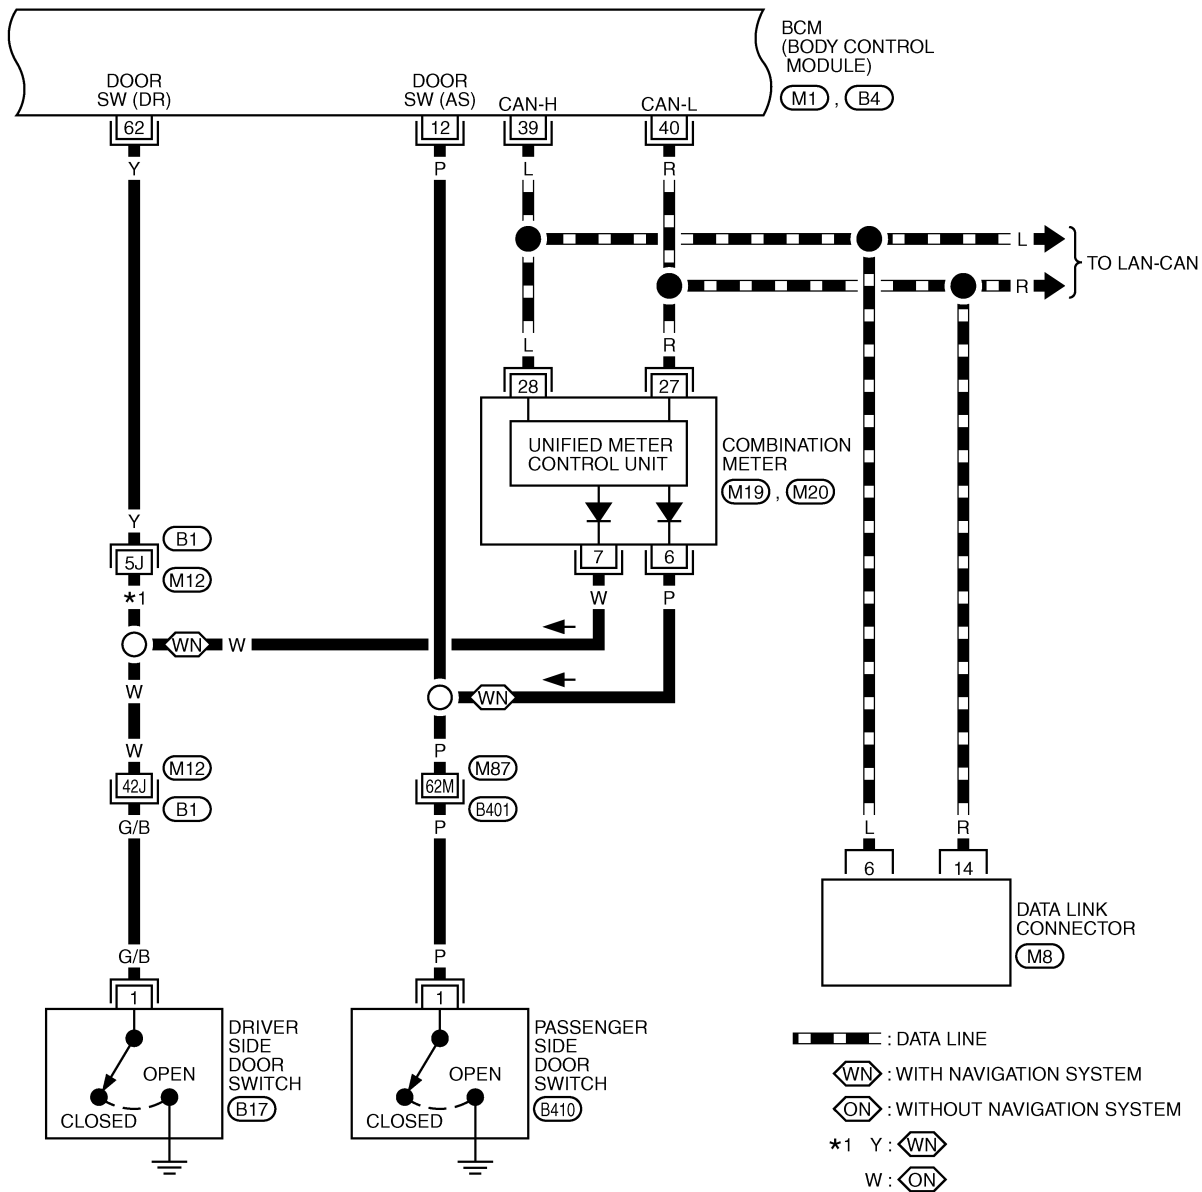 BCM
(BODY CONTROL
MODULE)
M1 , B4
DOOR
SW (DR)
DOOR
SW (AS)
CAN-H
CAN-L
62
12
39
40
Y
P
L
R
L
TO LAN-CAN
R
L
R
28
27
UNIFIED METER
CONTROL UNIT
COMBINATION
METER
M19 , M20
7
6
Y
B1
5J
M12
*1
W
P
WN
W
W
WN
W
P
M12
42J
B1
M87
62M
B401
G/B
P
L
R
6
14
DATA LINK
CONNECTOR
M8
G/B
P
1
1
DRIVER
SIDE
DOOR
SWITCH
B17
OPEN
CLOSED
PASSENGER
SIDE
DOOR
SWITCH
B410
OPEN
CLOSED
: DATA LINE
WN : WITH NAVIGATION SYSTEM
ON : WITHOUT NAVIGATION SYSTEM
*1 Y : WN
W : ON